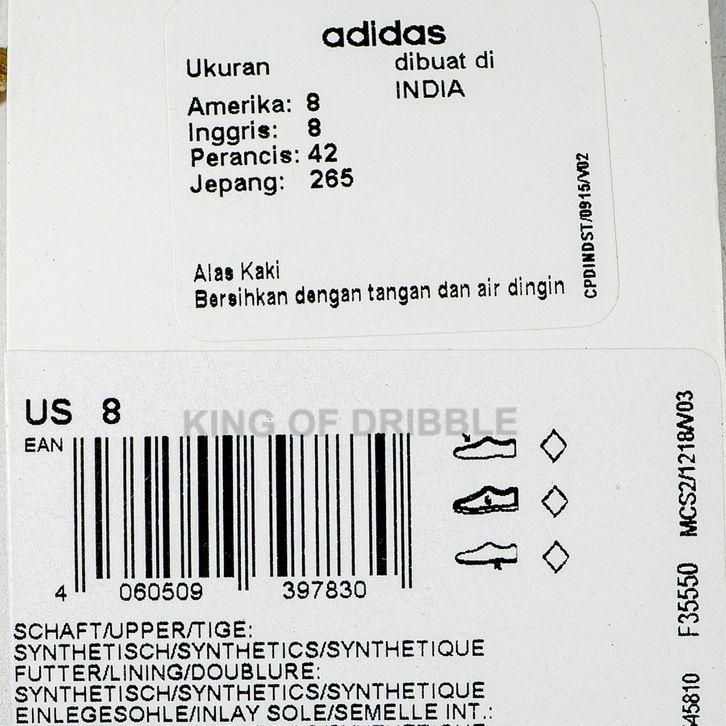 adidas
Ukuran
dibuat di
INDIA
Amerika: 8
Inggris: 8
Perancis: 42
Jepang: 265
Alas Kaki
Bersihkan dengan tangan dan air dingin
CPDINDST/0915/V02
US 8
KING OF DRIBBLE
EAN
4 060509 397830
SCHAFT/UPPER/TIGE:
SYNTHETISCH/SYNTHETICS/SYNTHETIQUE
FUTTER/LINING/DOUBLURE:
SYNTHETISCH/SYNTHETICS/SYNTHETIQUE
EINLEGESOHLE/INLAY SOLE/SEMELLE INT.:
F35550 MCS2/1218/V03